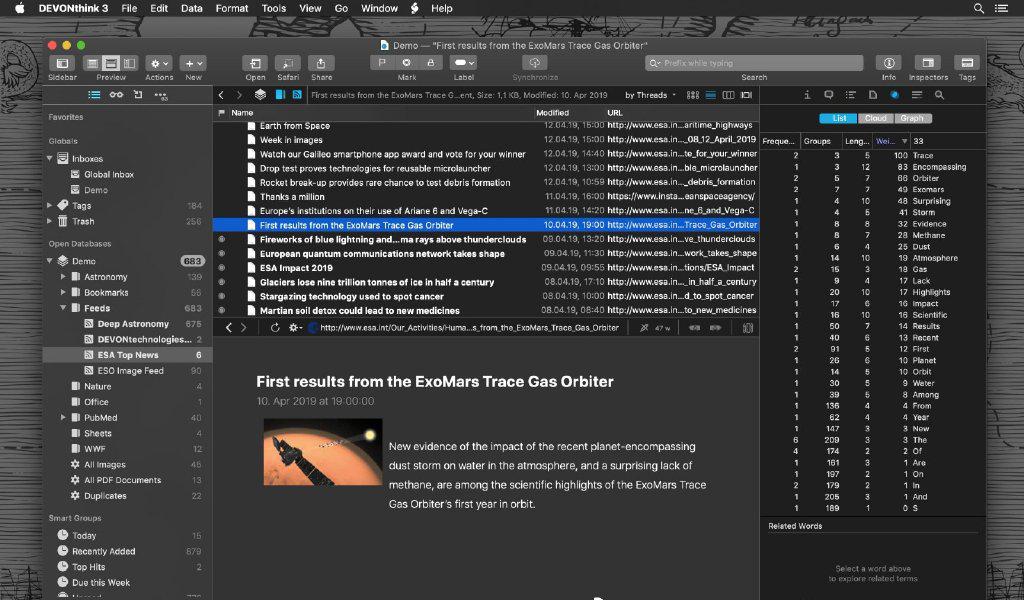 DEVONthink 3 File Edit Data Format Tools View Go Window Help
Demo — "First results from the ExoMars Trace Gas Orbiter"
Prefix while typing
Sidebar Preview Actions New Open Safari Share Mark Label Synchronize Search Info Inspectors Tags
First results from the ExoMars Trace G...ent, Size: 1,1 KB, Modified: 10. Apr 2019 by Threads
Name Modified URL
Earth from Space 12.04.19, 15:00 http://www.esa.in...aritime_highways
Week in images 12.04.19, 15:00 http://www.esa.in..._08_12_April_2019
Watch our Galileo smartphone app award and vote for your winner 12.04.19, 14:40 http://www.esa.in...te_for_your_winner
Drop test proves technologies for reusable microlauncher 12.04.19, 13:00 http://www.esa.in...ble_microlauncher
Rocket break-up provides rare chance to test debris formation 12.04.19, 10:59 http://www.esa.in..._debris_formation
Thanks a million 11.04.19, 16:00 https://www.insta...eanspaceagency/
Europe's institutions on their use of Ariane 6 and Vega-C 11.04.19, 14:20 http://www.esa.in...ne_6_and_Vega-C
First results from the ExoMars Trace Gas Orbiter 10.04.19, 19:00 http://www.esa.in...Trace_Gas_Orbiter
Fireworks of blue lightning and...ma rays above thunderclouds 09.04.19, 13:20 http://www.esa.in...ve_thunderclouds
European quantum communications network takes shape 09.04.19, 11:30 http://www.esa.in...work_takes_shape
ESA Impact 2019 09.04.19, 09:55 http://www.esa.in...tions/ESA_Impact
Glaciers lose nine trillion tonnes of ice in half a century 08.04.19, 17:10 http://www.esa.in..._in_half_a_century
Stargazing technology used to spot cancer 08.04.19, 10:00 http://www.esa.in...d_to_spot_cancer
Martian soil detox could lead to new medicines 08.04.19, 10:00 http://www.esa.in...to_new_medicines
Favorites
Globals
Inboxes
Global Inbox
Demo
Tags 184
Trash 256
Open Databases
Demo 683
Astronomy 139
Bookmarks 56
Feeds 683
Deep Astronomy 675
DEVONtechnologies... 2
ESA Top News 6
ESO Image Feed 90
Nature 4
Office 1
PubMed 40
Sheets 4
WWF 12
All Images 45
All PDF Documents 13
Duplicates 22
Smart Groups
Today 15
Recently Added 879
Top Hits 2
Due this Week
http://www.esa.int/Our_Activities/Huma...s_from_the_ExoMars_Trace_Gas_Orbiter 47 w
First results from the ExoMars Trace Gas Orbiter
10. Apr 2019 at 19:00:00
New evidence of the impact of the recent planet-encompassing
dust storm on water in the atmosphere, and a surprising lack of
methane, are among the scientific highlights of the ExoMars Trace
Gas Orbiter's first year in orbit.
List Cloud Graph
Freque... Groups Leng... Wei... 33
2 3 5 100 Trace
1 3 12 83 Encompassing
2 5 7 66 Orbiter
2 7 7 49 Exomars
1 4 10 48 Surprising
1 4 5 41 Storm
1 8 8 32 Evidence
1 8 7 28 Methane
1 6 4 25 Dust
1 14 10 19 Atmosphere
2 15 3 18 Gas
1 9 4 17 Lack
1 20 10 17 Highlights
1 17 6 16 Impact
1 16 10 16 Scientific
1 50 7 14 Results
1 40 6 13 Recent
2 91 5 12 First
1 26 6 10 Planet
1 14 5 10 Orbit
1 30 5 9 Water
1 39 5 8 Among
1 136 4 4 From
1 62 4 4 Year
1 147 3 3 New
6 209 3 3 The
4 174 2 2 Of
1 161 3 1 Are
1 197 2 1 On
2 179 2 1 In
1 205 3 1 And
1 189 1 0 S
Related Words
Select a word above
to explore related terms